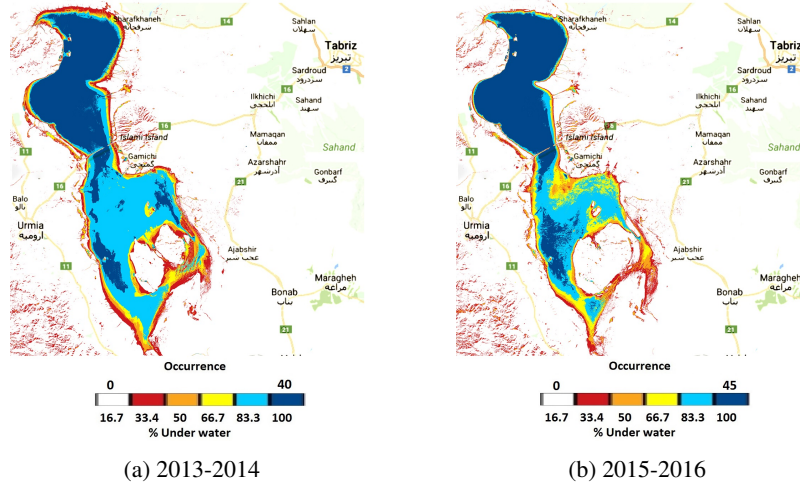 Sharafkhaneh
شرفخانه
14
Sahlan
سهلان
Tabriz
تبریز
2
Sardroud
سردرود
Ilkhichi
ایلخچی
Sahand
سهند
16
Islami Island
Mamaqan
ممقان
11
Gamichi
گمیچی
Azarshahr
آذرشهر
Sahand
16
21
Gonbarf
گنبرف
Balo
بالو
Urmia
ارومیه
Ajabshir
عجب شیر
11
Maragheh
مراغه
Bonab
بناب
21
Occurrence
0 40
16.7 33.4 50 66.7 83.3 100
% Under water
(a) 2013-2014
Sharafkhaneh
شرفخانه
14
Sahlan
سهلان
Tabriz
تبریز
2
Sardroud
سردرود
Ilkhichi
ایلخچی
Sahand
سهند
Islami Island
Mamaqan
ممقان
11
Gamichi
گمیچی
Azarshahr
آذرشهر
Sahand
16
21
Gonbarf
گنبرف
Balo
بالو
Urmia
ارومیه
Ajabshir
عجب شیر
11
Maragheh
مراغه
Bonab
بناب
21
Occurrence
0 45
16.7 33.4 50 66.7 83.3 100
% Under water
(b) 2015-2016